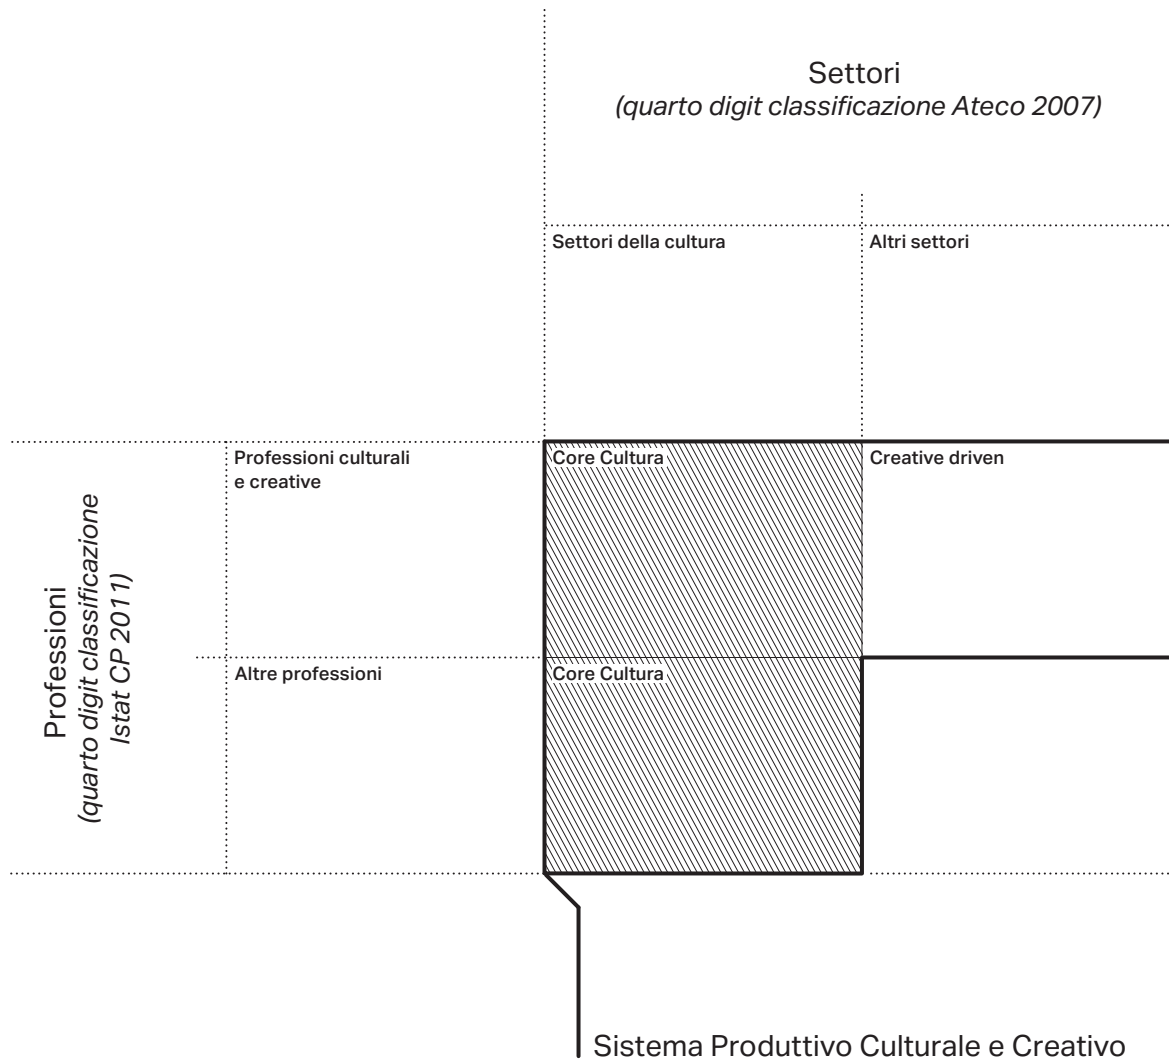 Settori
(quarto digit classificazione Ateco 2007)
Settori della cultura
Altri settori
Professioni
(quarto digit classificazione
Istat CP 2011)
Professioni culturali
e creative
Core Cultura
Creative driven
Altre professioni
Core Cultura
Sistema Produttivo Culturale e Creativo